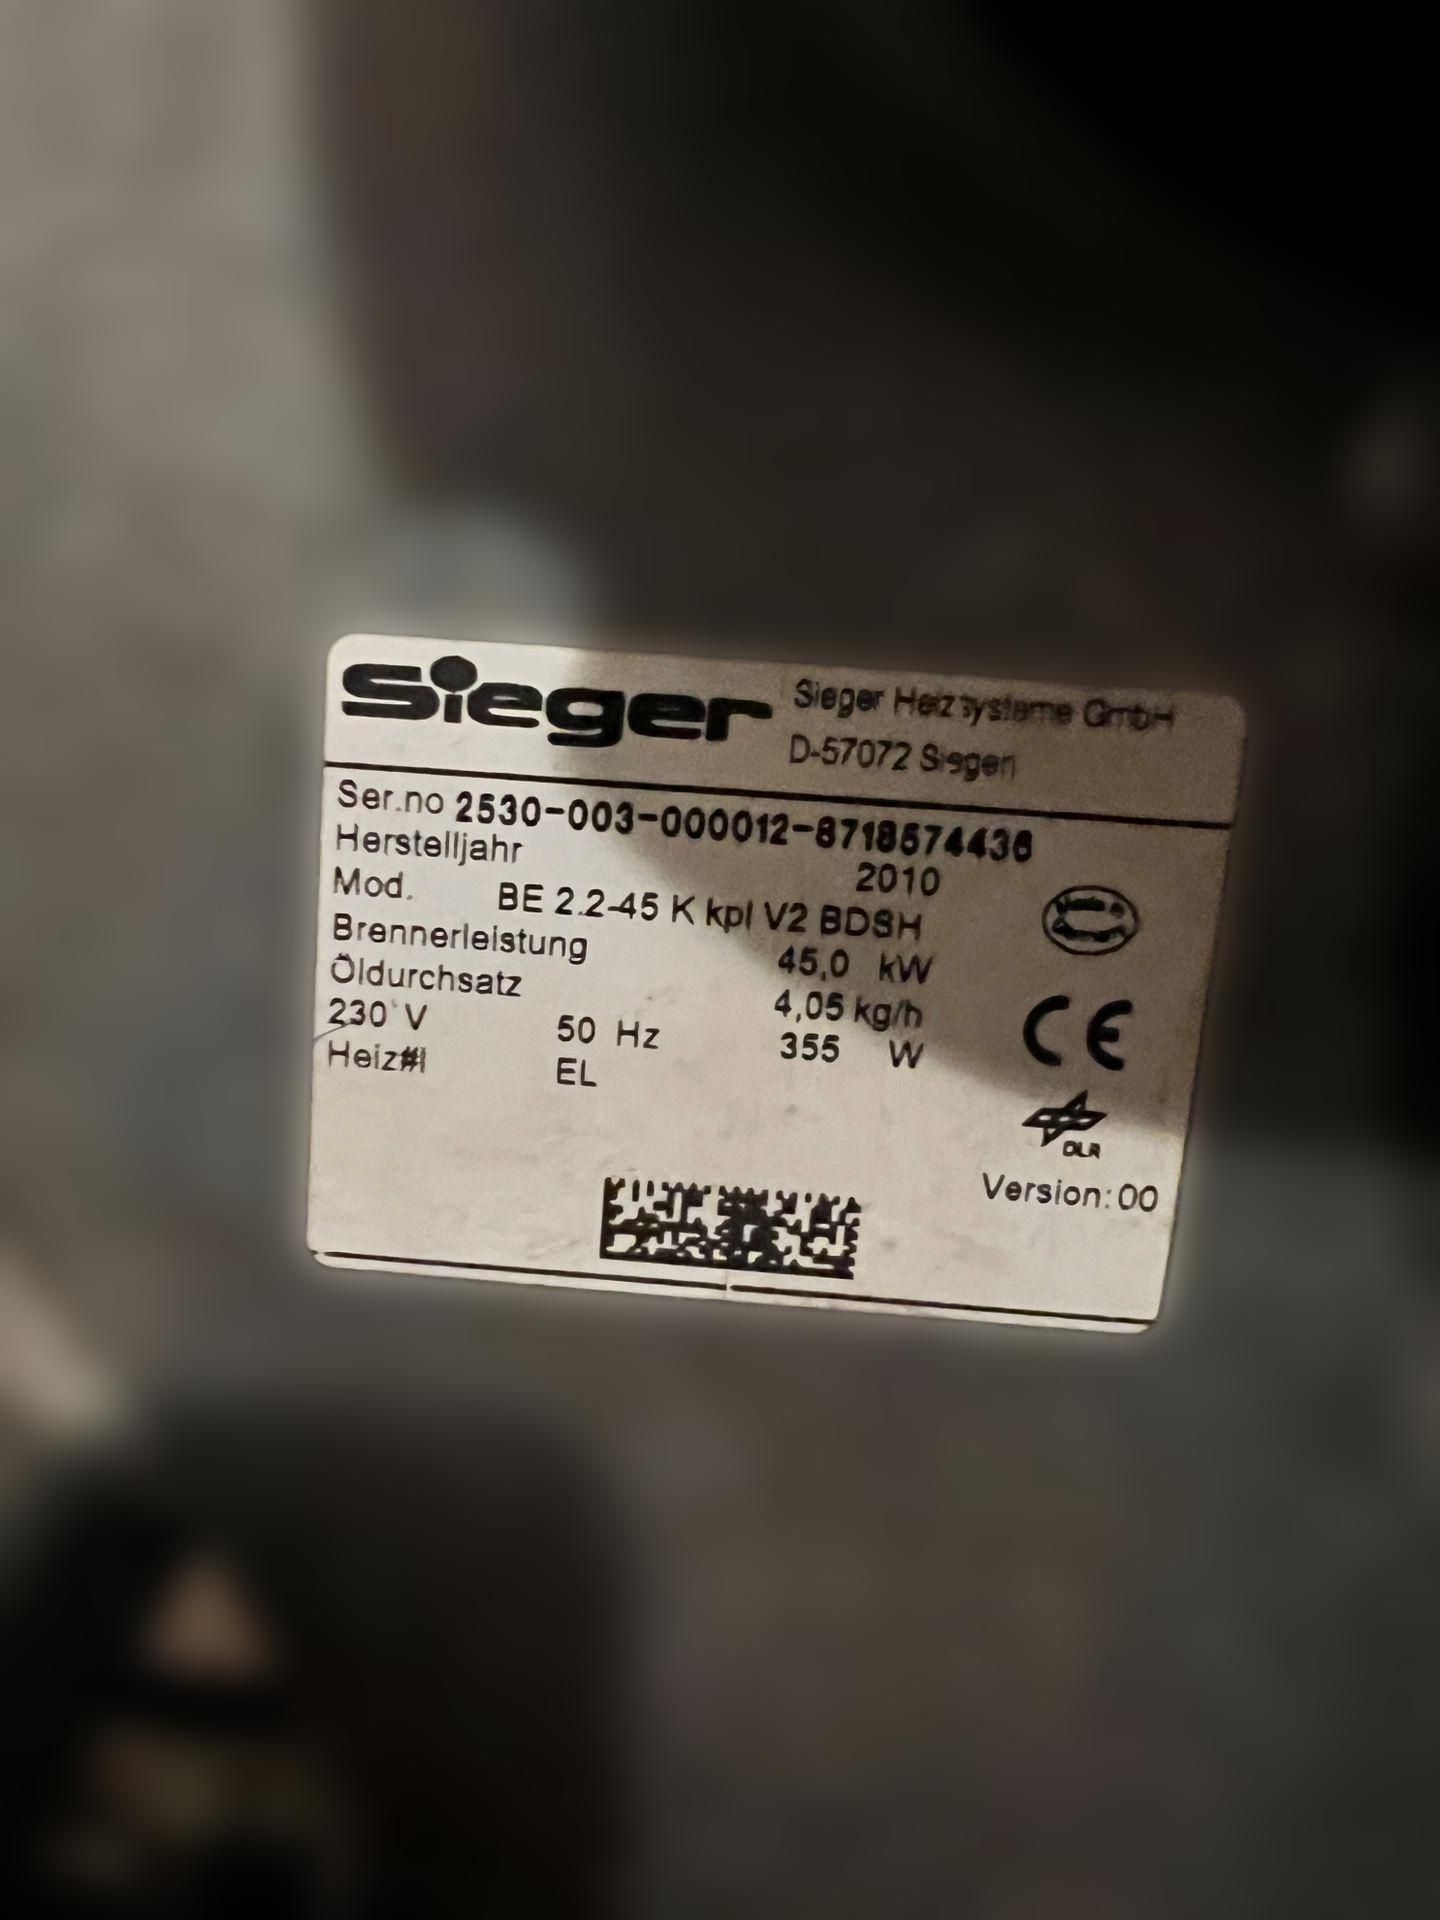 Sieger
Sieger Heizsysteme GmbH
D-57072 Siegen
Ser.no 2530-003-000012-8718574436
Herstelljahr 2010
Mod. BE 2.2-45 K kpl V2 BDSH
Brennerleistung 45,0 kW
Öldurchsatz 4,05 kg/h
230 V 50 Hz 355 W
EL
CE
DLR
Version: 00